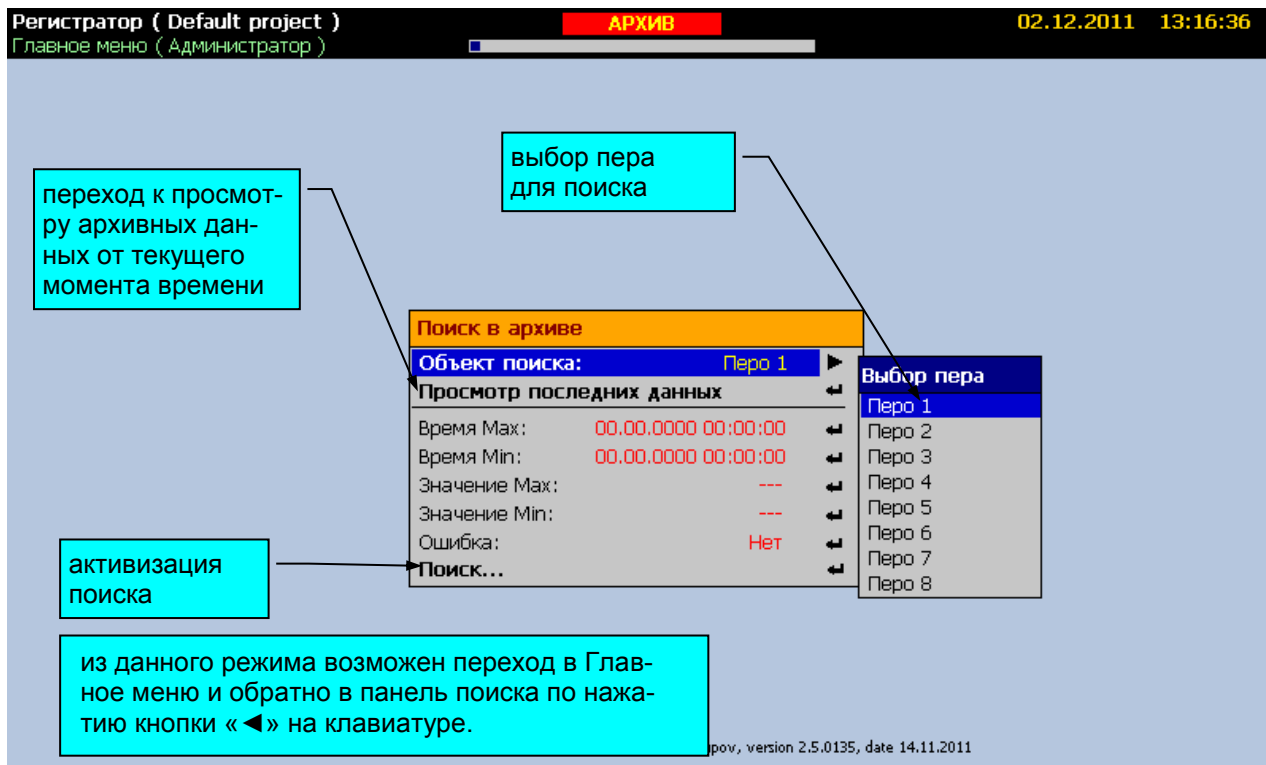 Регистратор ( Default project )
АРХИВ
02.12.2011 13:16:36
Главное меню ( Администратор )
выбор пера
для поиска
переход к просмот-
ру архивных дан-
ных от текущего
момента времени
Поиск в архиве
Объект поиска: Перо 1 ►
Просмотр последних данных ↵
Время Max: 00.00.0000 00:00:00 ↵
Время Min: 00.00.0000 00:00:00 ↵
Значение Max: --- ↵
Значение Min: --- ↵
Ошибка: Нет ↵
Поиск... ↵
Выбор пера
Перо 1
Перо 2
Перо 3
Перо 4
Перо 5
Перо 6
Перо 7
Перо 8
активизация
поиска
из данного режима возможен переход в Глав-
ное меню и обратно в панель поиска по нажа-
тию кнопки «◄» на клавиатуре.
version 2.5.0135, date 14.11.2011